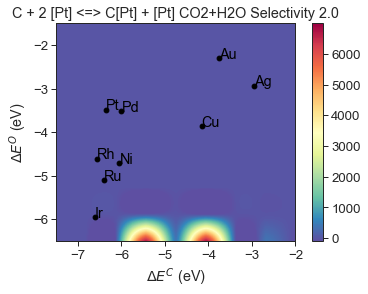 C + 2 [Pt] <=> C[Pt] + [Pt] CO2+H2O Selectivity 2.0
ΔE^O (eV)
−2
−3
−4
−5
−6
Au
Ag
Pt
Pd
Cu
Rh
Ni
Ru
Ir
−7
−6
−5
−4
−3
−2
ΔE^C (eV)
6000
5000
4000
3000
2000
1000
0